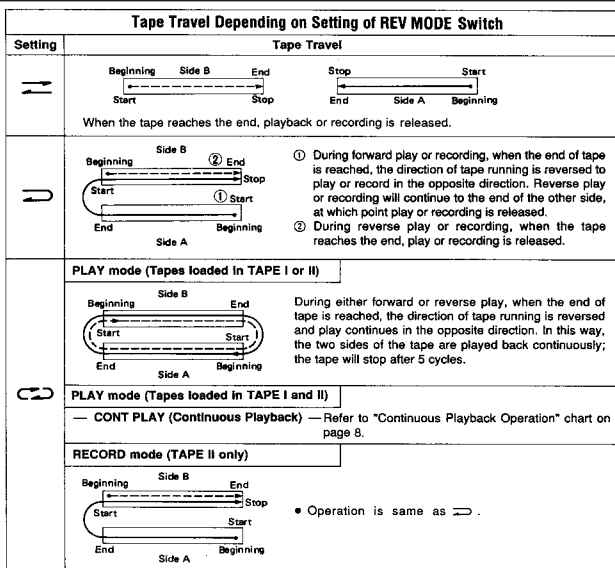 Tape Travel Depending on Setting of REV MODE Switch
Setting Tape Travel
Beginning Side B End
Start Stop
Stop Start
End Side A Beginning
When the tape reaches the end, playback or recording is released.
Side B
Beginning ② End
Stop
Start
① Start
End Beginning
Side A
① During forward play or recording, when the end of tape
is reached, the direction of tape running is reversed to
play or record in the opposite direction. Reverse play
or recording will continue to the end of the other side,
at which point play or recording is released.
② During reverse play or recording, when the tape
reaches the end, play or recording is released.
PLAY mode (Tapes loaded in TAPE I or II)
Side B
Beginning End
Start Start
End Beginning
Side A
During either forward or reverse play, when the end of
tape is reached, the direction of tape running is reversed
and play continues in the opposite direction. In this way,
the two sides of the tape are played back continuously;
the tape will stop after 5 cycles.
PLAY mode (Tapes loaded in TAPE I and II)
— CONT PLAY (Continuous Playback) — Refer to "Continuous Playback Operation" chart on
page 8.
RECORD mode (TAPE II only)
Side B
Beginning End
Stop
Start
Start
End Beginning
Side A
• Operation is same as ⊃.